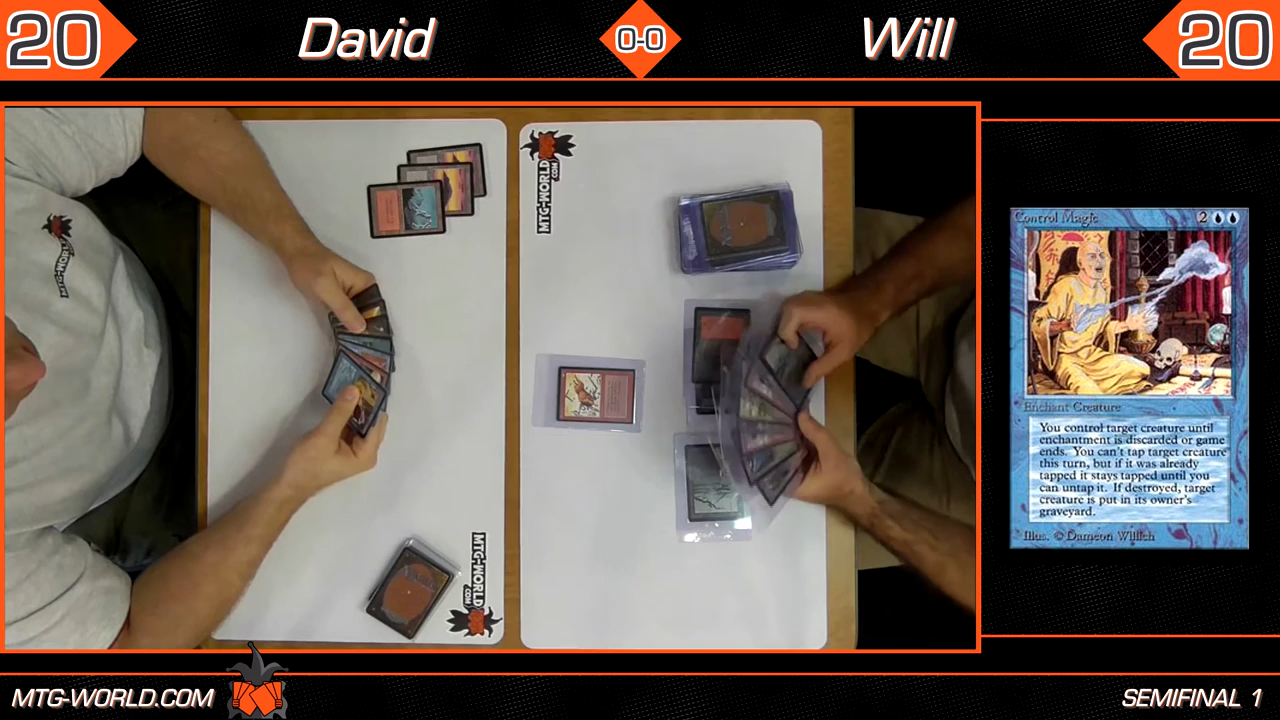 20
David
0-0
Will
20
MTG-WORLD
.COM
MTG-WORLD
.COM
MTG-WORLD
Control Magic 2
Enchant Creature
You control target creature until
enchantment is discarded or game
ends. You can't tap target creature
this turn, but if it was already
tapped it stays tapped until you
can untap it. If destroyed, target
creature is put in its owner's
graveyard.
Illus. © Dameon Willich
MTG-WORLD.COM
SEMIFINAL 1